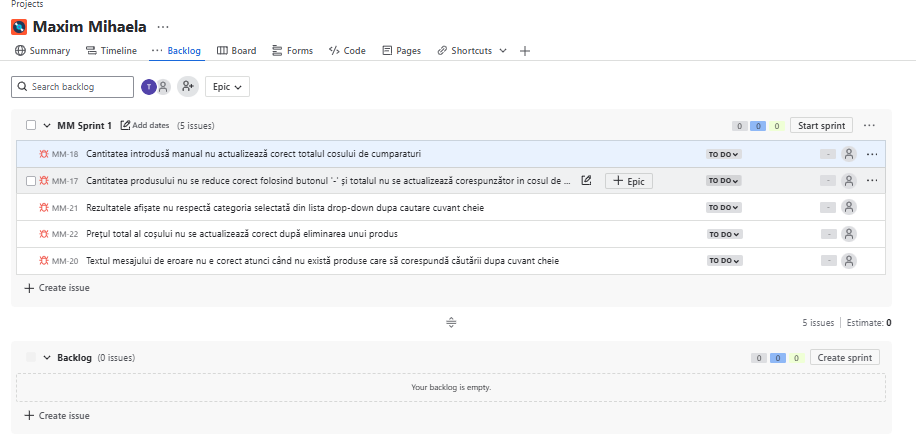 Projects
Maxim Mihaela ...
Summary Timeline Backlog Board Forms Code Pages Shortcuts
Search backlog T Epic
MM Sprint 1 Add dates (5 issues) 0 0 0 Start sprint ...
MM-18 Cantitatea introdusă manual nu actualizează corect totalul cosului de cumparaturi TO DO - ...
MM-17 Cantitatea produsului nu se reduce corect folosind butonul '-' și totalul nu se actualizează corespunzător in cosul de ... + Epic TO DO - ...
MM-21 Rezultatele afișate nu respectă categoria selectată din lista drop-down dupa cautare cuvant cheie TO DO -
MM-22 Prețul total al coșului nu se actualizează corect după eliminarea unui produs TO DO -
MM-20 Textul mesajului de eroare nu e corect atunci când nu există produse care să corespundă căutării dupa cuvant cheie TO DO -
+ Create issue
5 issues Estimate: 0
Backlog (0 issues) 0 0 0 Create sprint
Your backlog is empty.
+ Create issue